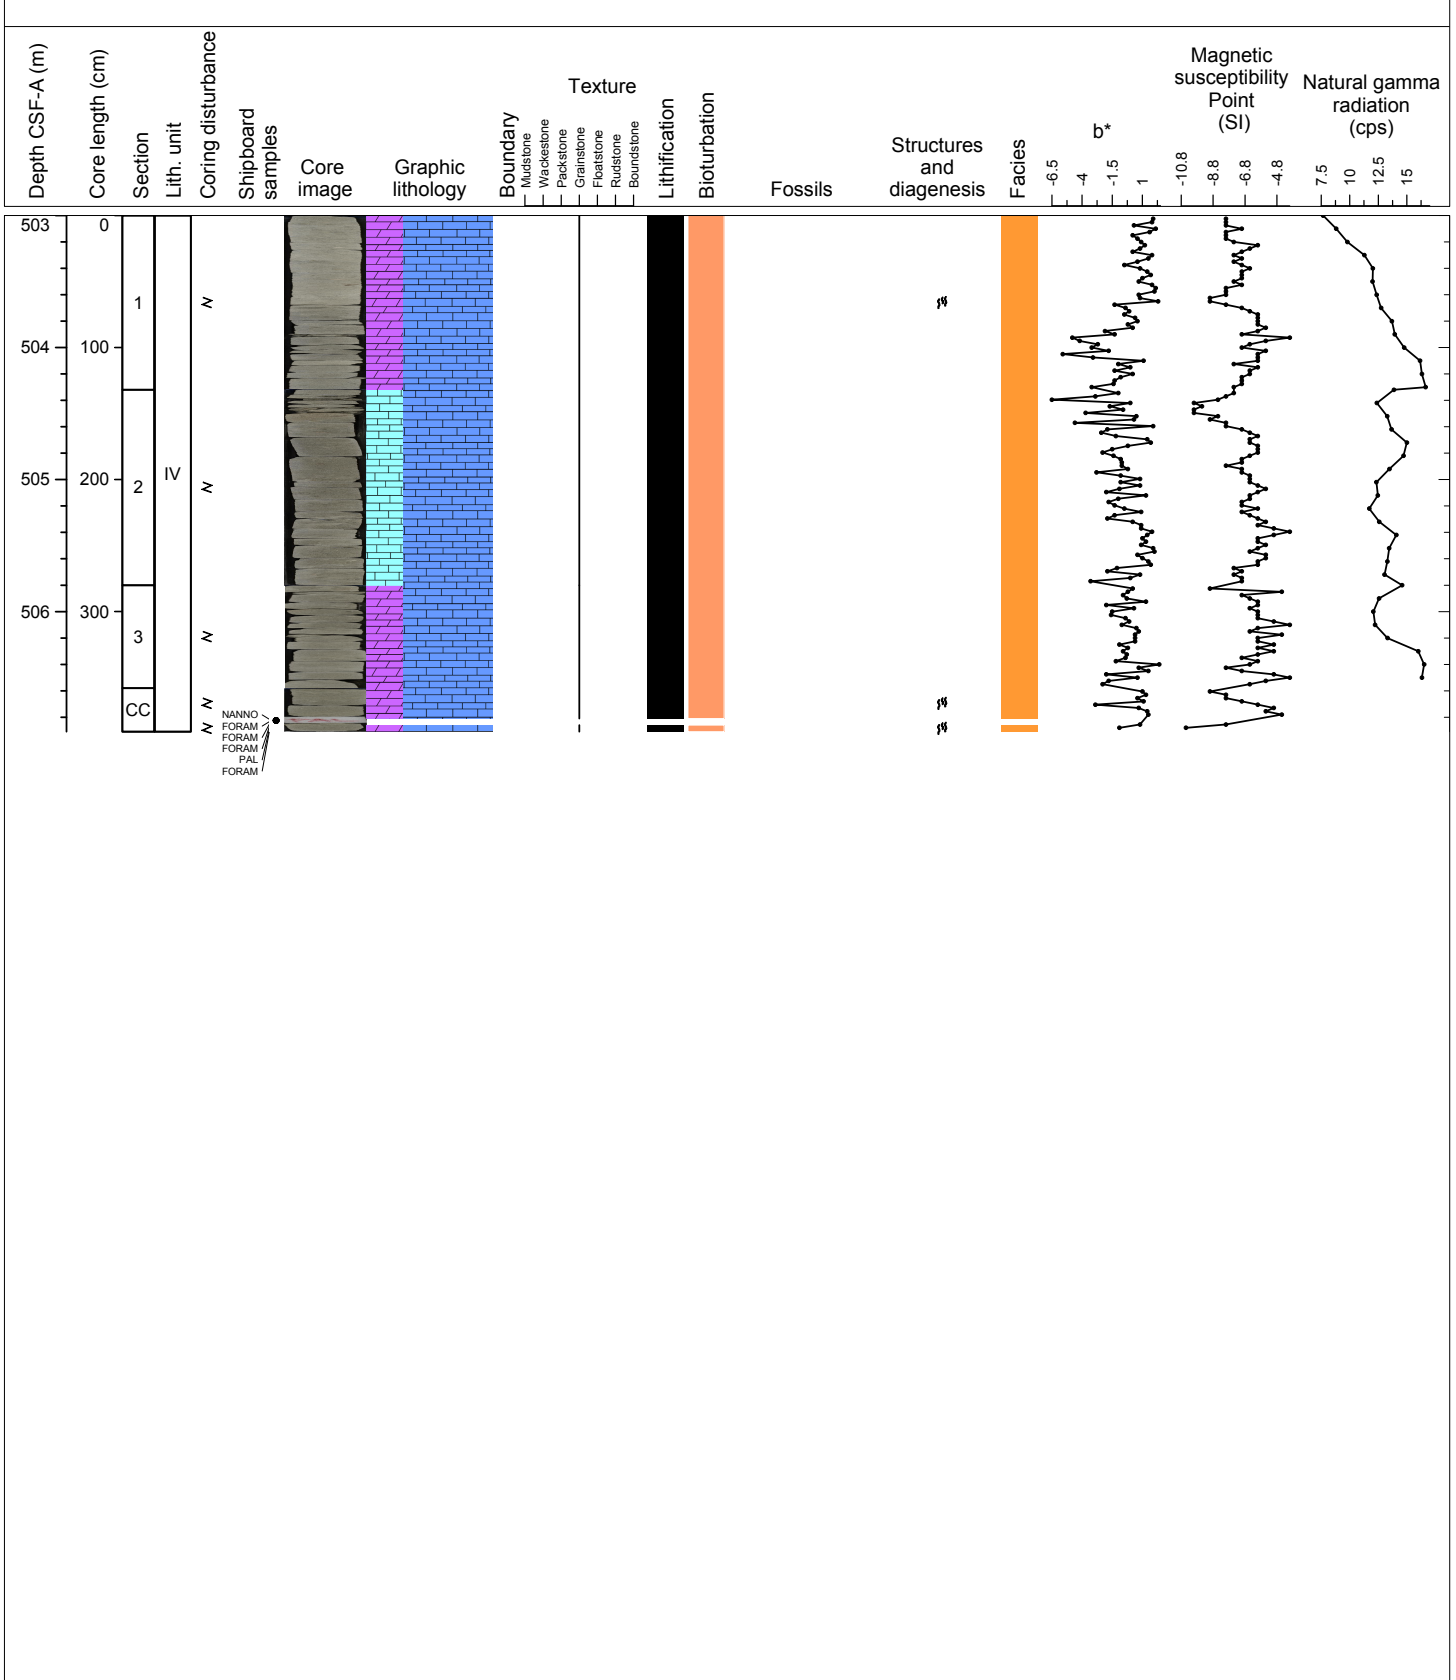 Depth CSF-A (m)
Core length (cm)
Section
Lith. unit
Coring disturbance
Shipboard
samples
Core
image
Graphic
lithology
Boundary
Texture
Mudstone
Wackestone
Packstone
Grainstone
Floatstone
Rudstone
Boundstone
Lithification
Bioturbation
Fossils
Structures
and
diagenesis
Facies
b*
-6.5
-4
-1.5
1
Magnetic
susceptibility
Point
(SI)
-10.8
-8.8
-6.8
-4.8
Natural gamma
radiation
(cps)
7.5
10
12.5
15
503
504
505
506
0
100
200
300
1
2
3
CC
IV
NANNO
FORAM
FORAM
FORAM
PAL
FORAM